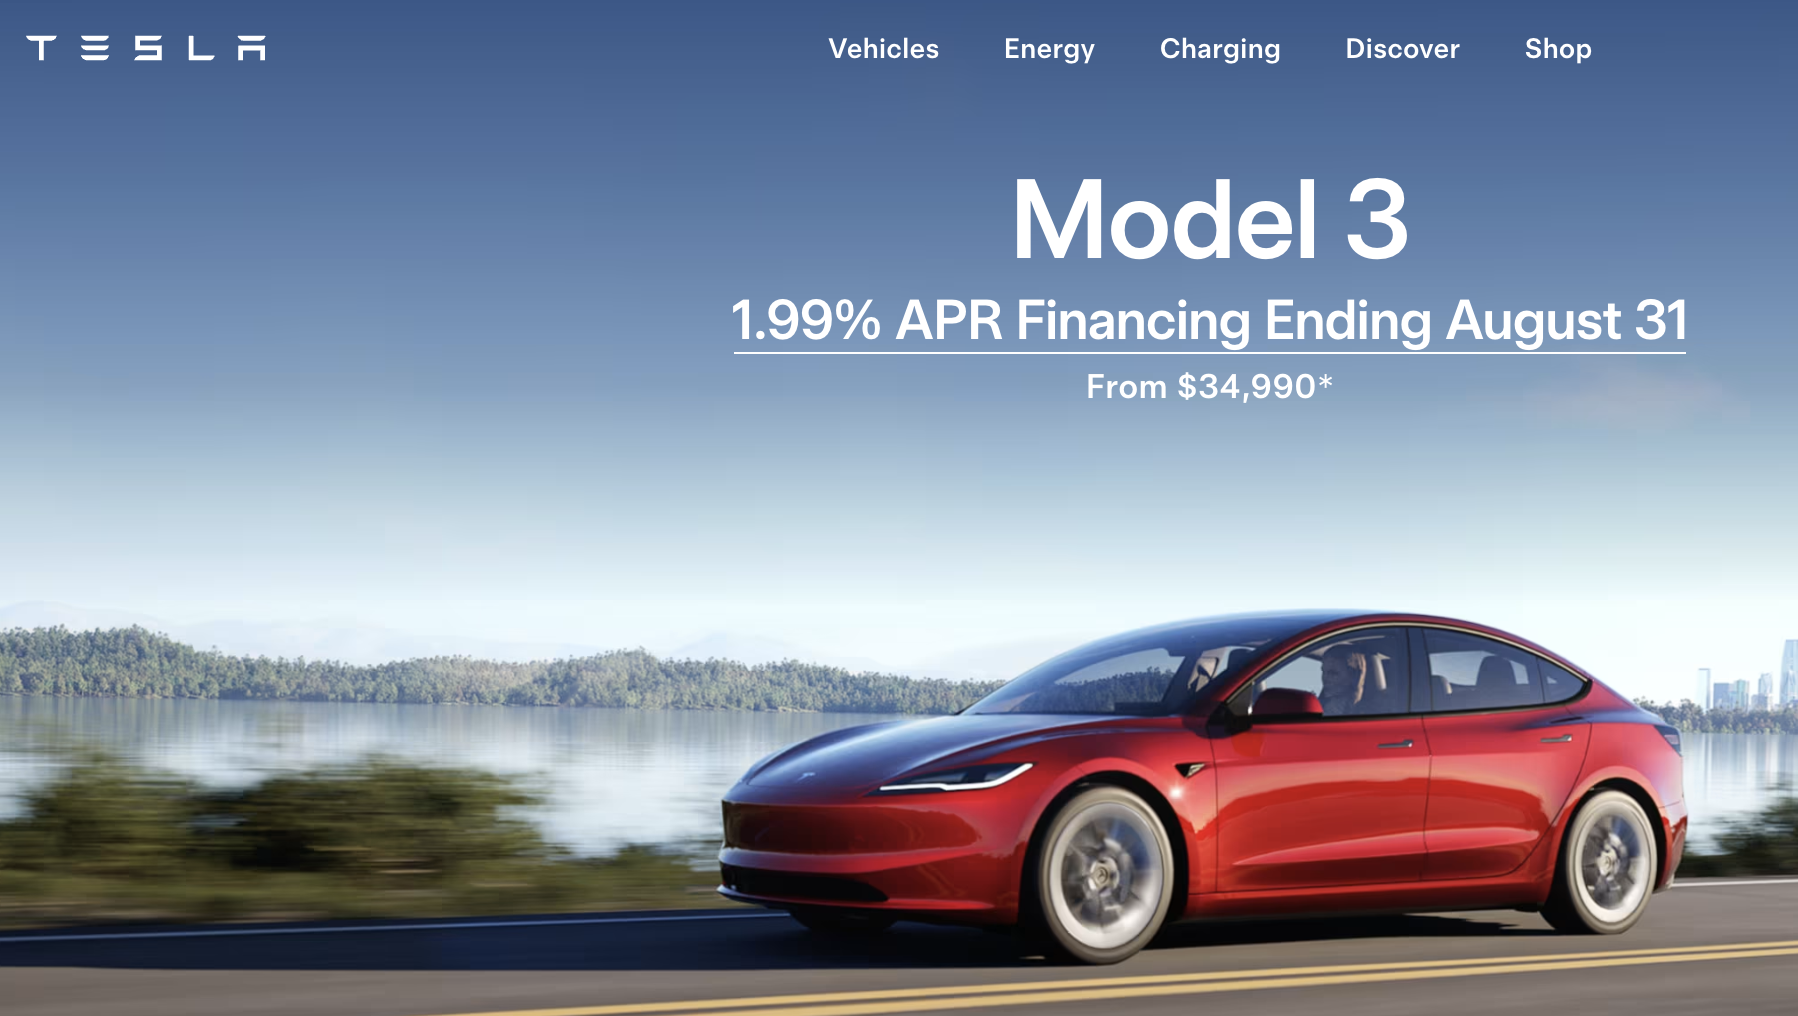 TESLA
Vehicles Energy Charging Discover Shop
Model 3
1.99% APR Financing Ending August 31
From $34,990*